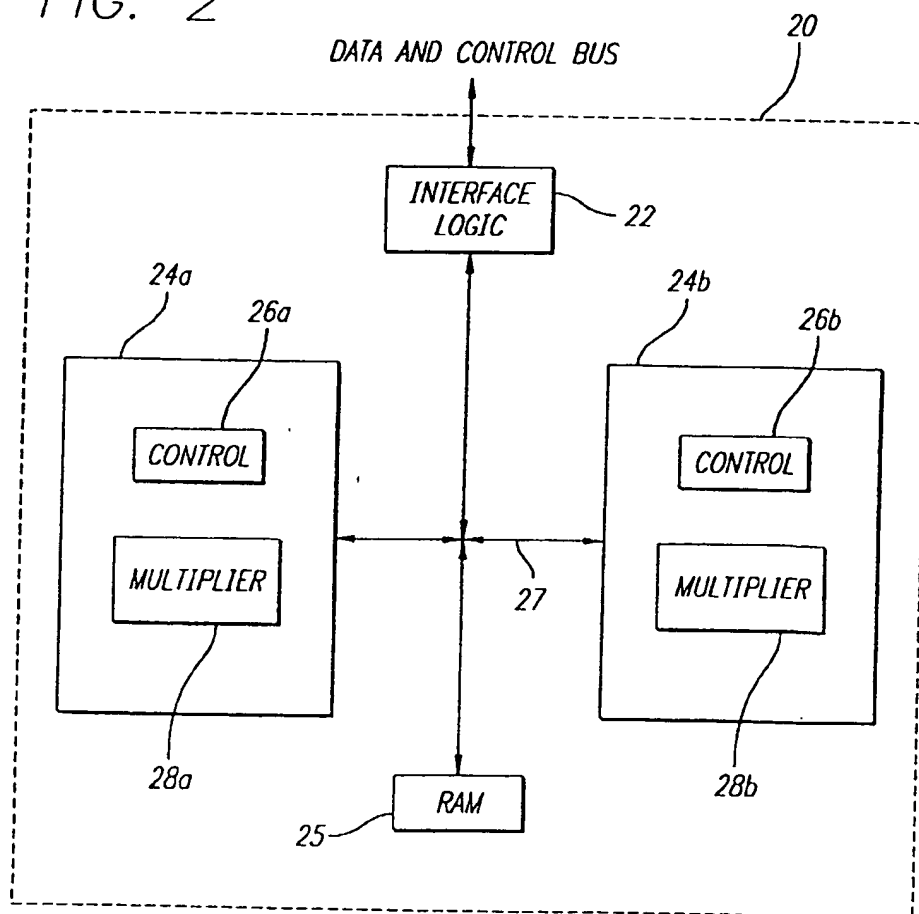 FIG. 2
20
DATA AND CONTROL BUS
INTERFACE
LOGIC
22
24a
26a
24b
26b
CONTROL
CONTROL
MULTIPLIER
27
MULTIPLIER
28a
28b
RAM
25